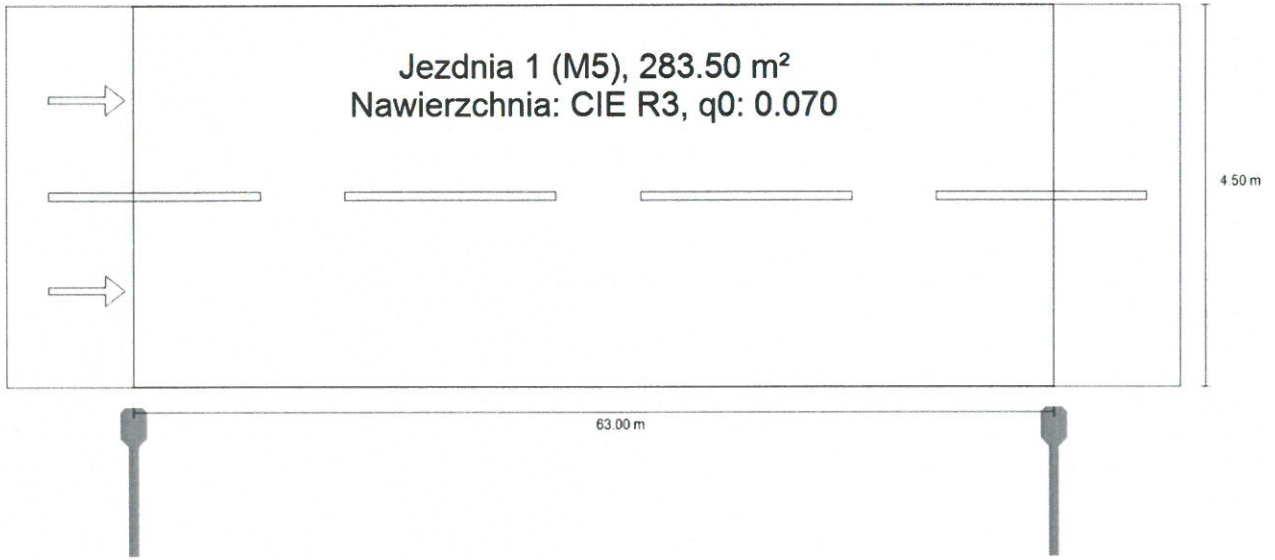 Jezdnia 1 (M5), 283.50 m²
Nawierzchnia: CIE R3, q0: 0.070
4.50 m
63.00 m